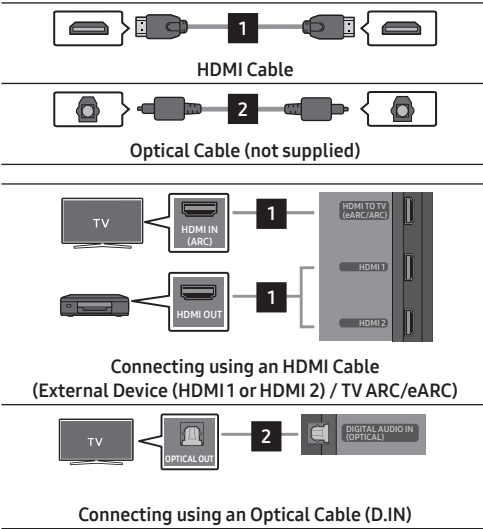 1
HDMI Cable
2
Optical Cable (not supplied)
TV
HDMI IN
(ARC)
1
HDMI TO TV
(eARC/ARC)
HDMI OUT
1
HDMI 1
HDMI 2
Connecting using an HDMI Cable
(External Device (HDMI 1 or HDMI 2) / TV ARC/eARC)
TV
OPTICAL OUT
2
DIGITAL AUDIO IN
(OPTICAL)
Connecting using an Optical Cable (D.IN)